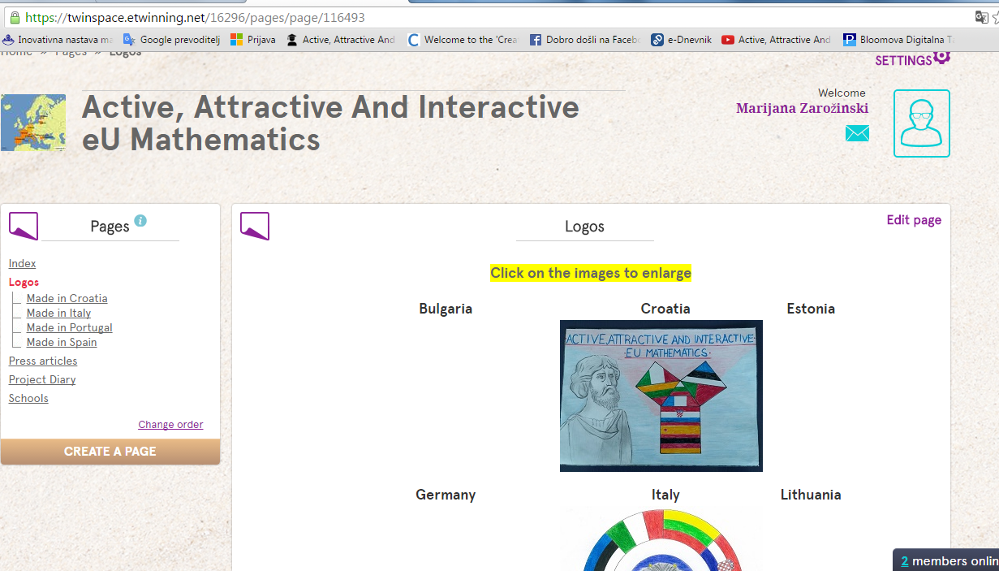 https://twinspace.etwinning.net/16296/pages/page/116493
Inovativna nastava ma
Google prevoditelj
Prijava
Active, Attractive And
Welcome to the 'Crea
Dobro došli na Facebo
e-Dnevnik
Active, Attractive And
Bloomova Digitalna T
Home » Pages » Logos
SETTINGS
Active, Attractive And Interactive
eU Mathematics
Welcome
Marijana Zarožinski
Pages
Index
Logos
Made in Croatia
Made in Italy
Made in Portugal
Made in Spain
Press articles
Project Diary
Schools
Change order
CREATE A PAGE
Logos
Edit page
Click on the images to enlarge
Bulgaria Croatia Estonia
ACTIVE, ATTRACTIVE AND INTERACTIVE
EU MATHEMATICS
Germany Italy Lithuania
2 members onlin